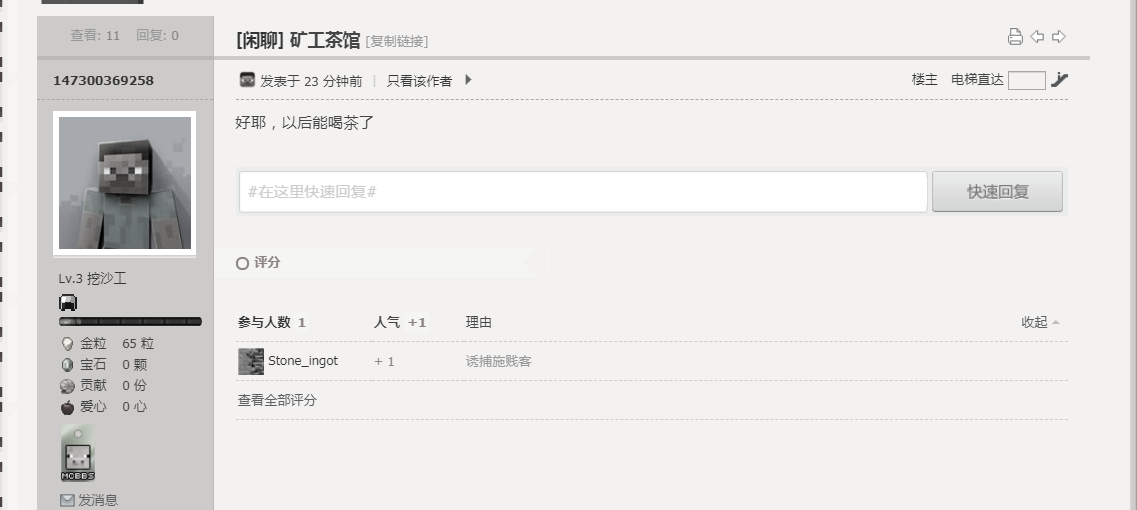 查看: 11 回复: 0
[闲聊] 矿工茶馆 [复制链接]
147300369258
发表于 23 分钟前 | 只看该作者
楼主 电梯直达
好耶，以后能喝茶了
#在这里快速回复#
快速回复
评分
Lv.3 挖沙工
参与人数 1 人气 +1 理由 收起
金粒 65 粒
宝石 0 颗
贡献 0 份
爱心 0 心
Stone_ingot + 1 诱捕施贱客
查看全部评分
MCBBS
发消息